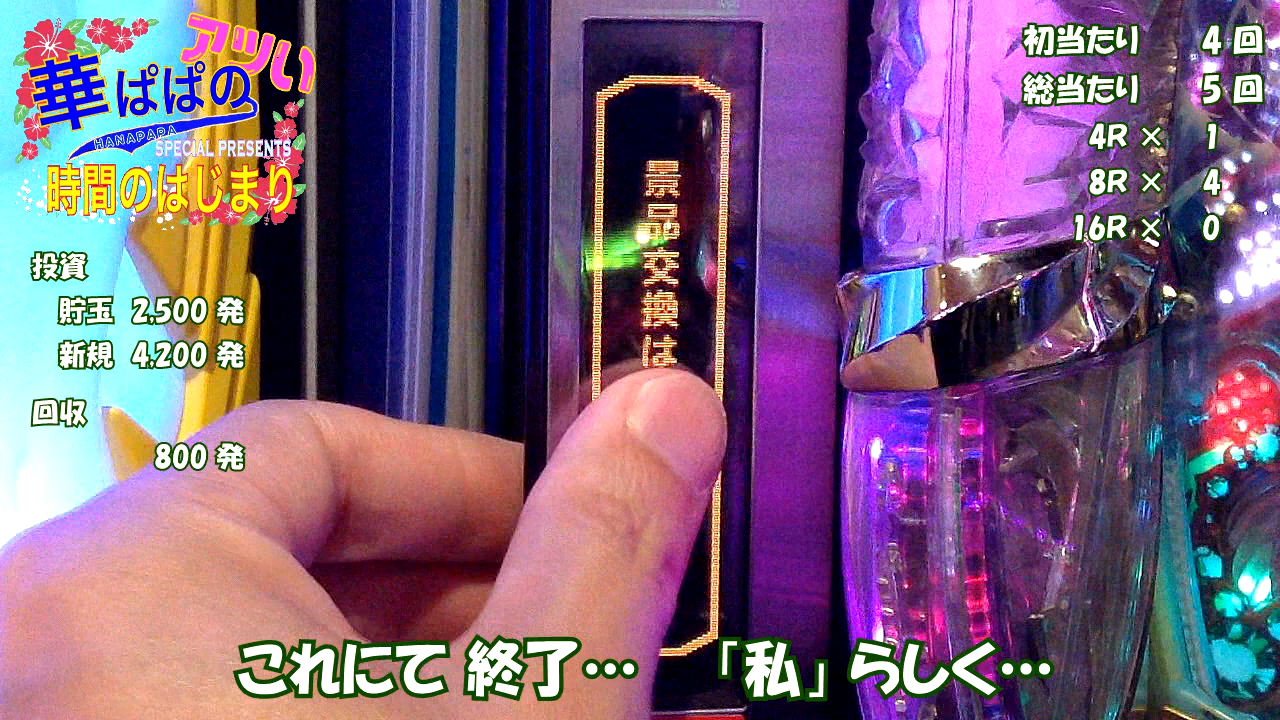 アツい
華ぱぱの
HANAPAPA
SPECIAL PRESENTS
時間のはじまり
投資
貯玉 2,500 発
新規 4,200 発
回収
800 発
初当たり 4 回
総当たり 5 回
4R × 1
8R × 4
16R × 0
景品交換は
これにて 終了… 「私」 らしく…